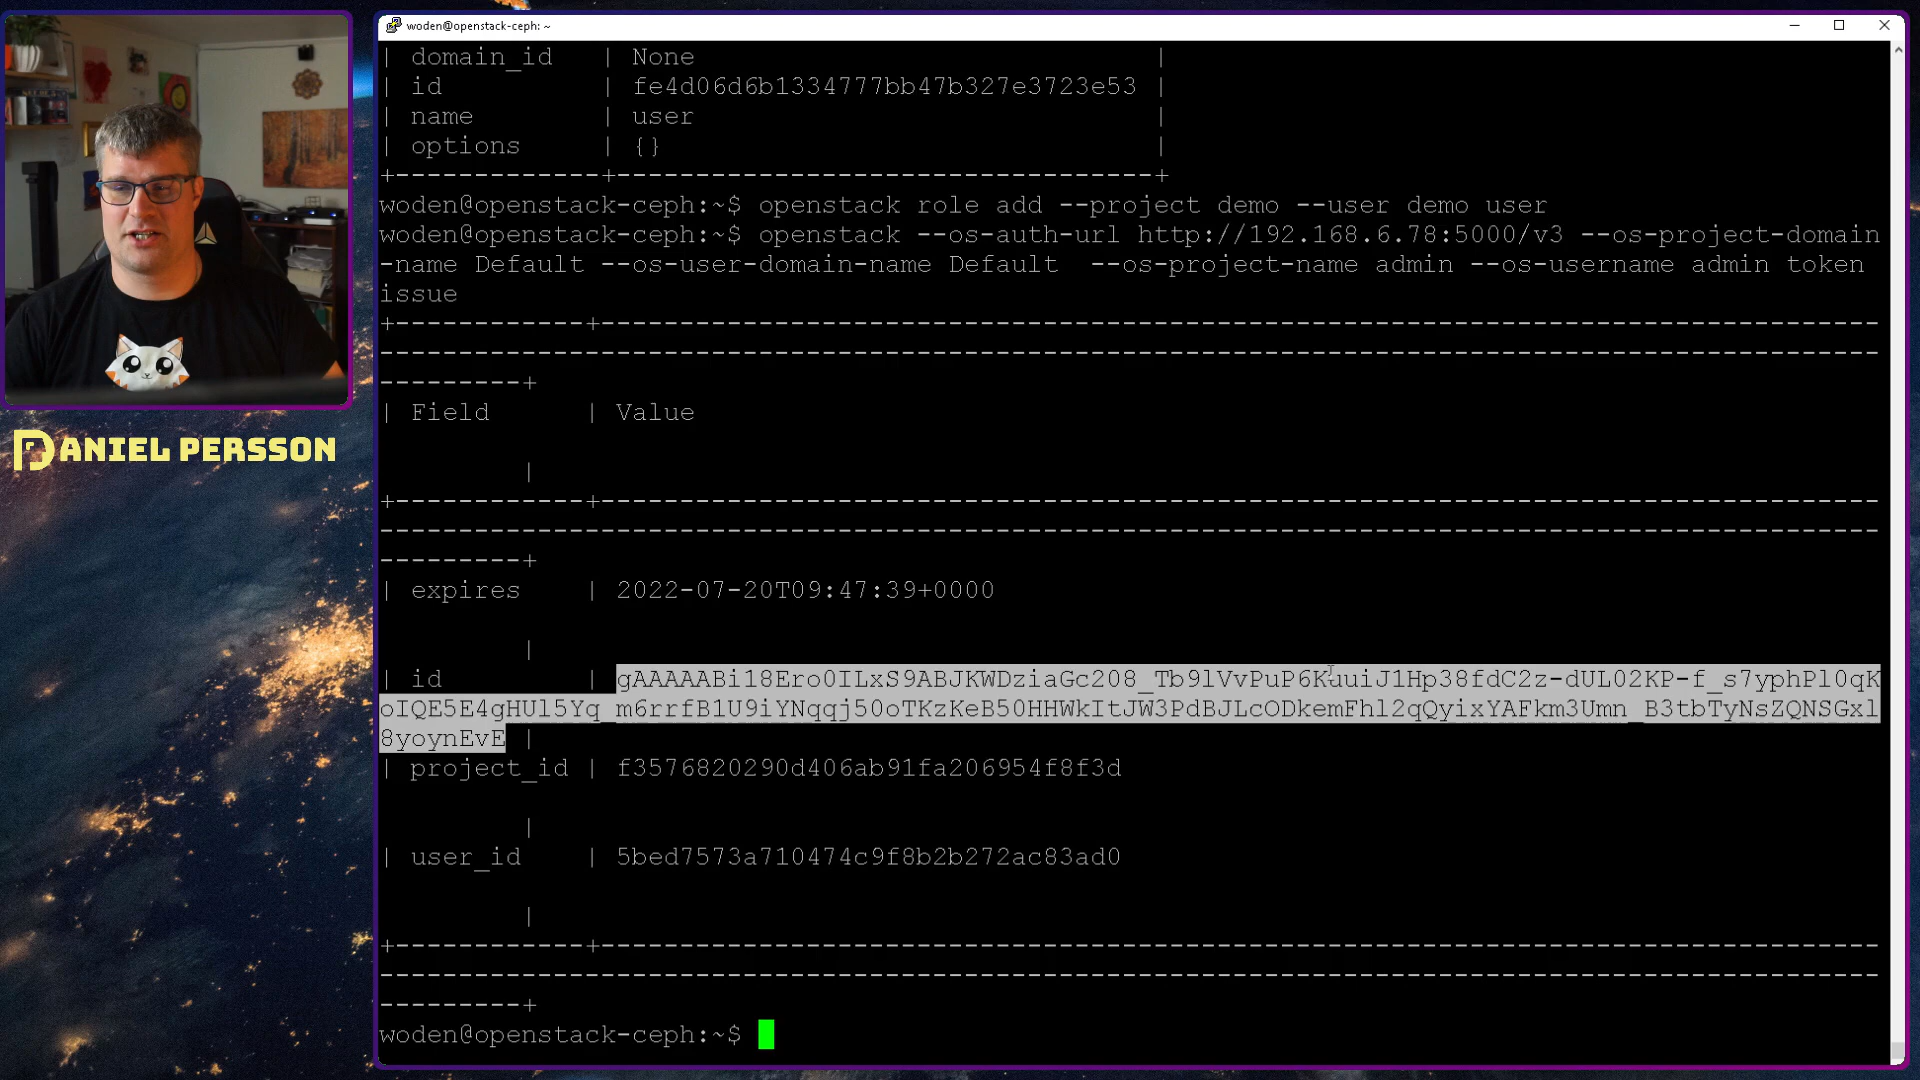 woden@openstack-ceph: ~
| domain_id   | None                             |
| id          | fe4d06d6b1334777bb47b327e3723e53 |
| name        | user                             |
| options     | {}                               |
+-------------+----------------------------------+
woden@openstack-ceph:~$ openstack role add --project demo --user demo user
woden@openstack-ceph:~$ openstack --os-auth-url http://192.168.6.78:5000/v3 --os-project-domain
-name Default --os-user-domain-name Default  --os-project-name admin --os-username admin token
issue
| Field      | Value
|
| expires    | 2022-07-20T09:47:39+0000
|
| id         | gAAAAABi18Ero0ILxS9ABJKWDziaGc208_Tb9lVvPuP6KuuiJ1Hp38fdC2z-dUL02KP-f_s7yphPl0qK
oIQE5E4gHUl5Yq_m6rrfB1U9iYNqqj50oTKzKeB50HHWkItJW3PdBJLcODkemFhl2qQyixYAFkm3Umn_B3tbTyNsZQNSGxl
8yoynEvE |
| project_id | f3576820290d406ab91fa206954f8f3d
|
| user_id    | 5bed7573a710474c9f8b2b272ac83ad0
|
woden@openstack-ceph:~$
DANIEL PERSSON